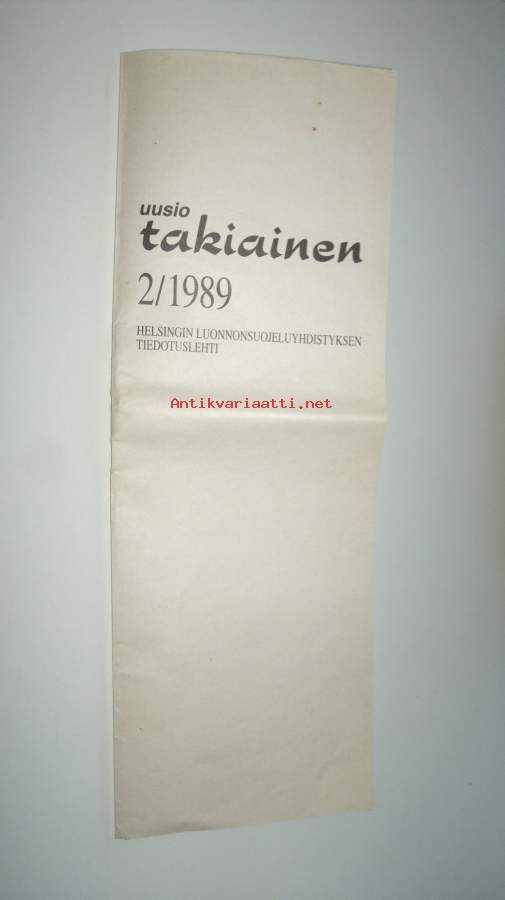 uusio
takiainen
2/1989
HELSINGIN LUONNONSUOJELUYHDISTYKSEN
TIEDOTUSLEHTI
Antikvariaatti.net